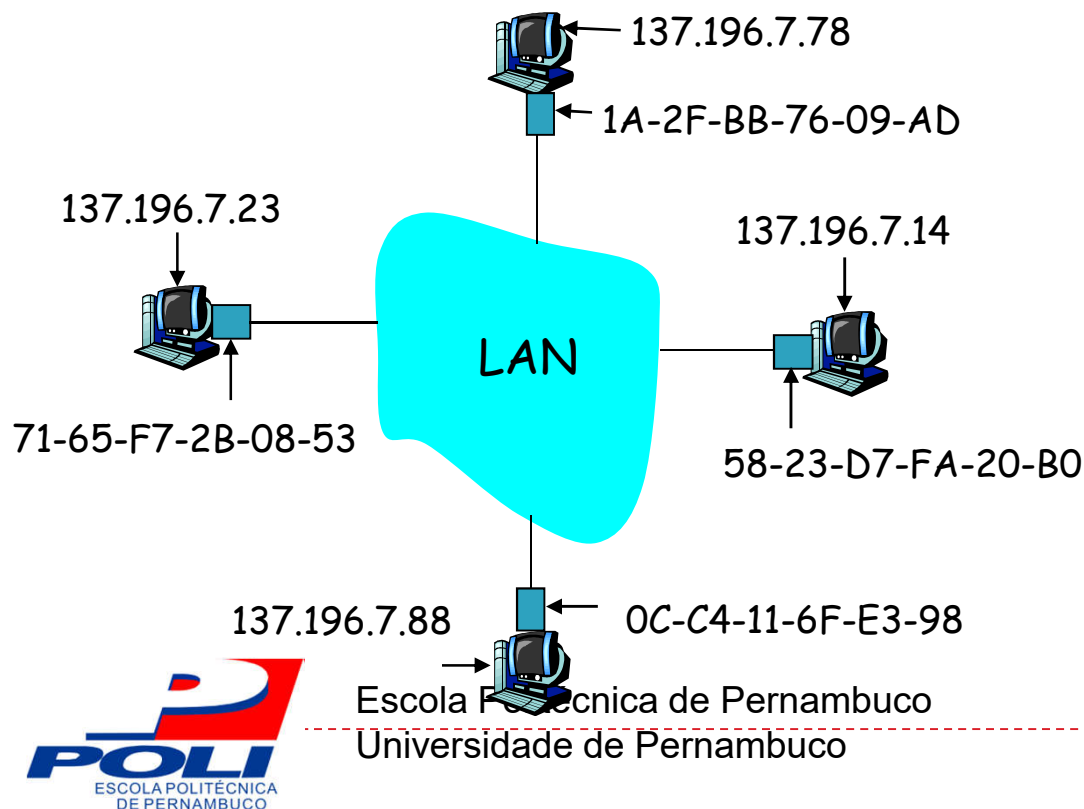 137.196.7.78
1A-2F-BB-76-09-AD
137.196.7.23
137.196.7.14
LAN
71-65-F7-2B-08-53
58-23-D7-FA-20-B0
137.196.7.88
0C-C4-11-6F-E3-98
Escola Politécnica de Pernambuco
Universidade de Pernambuco
POLI
ESCOLA POLITÉCNICA
DE PERNAMBUCO